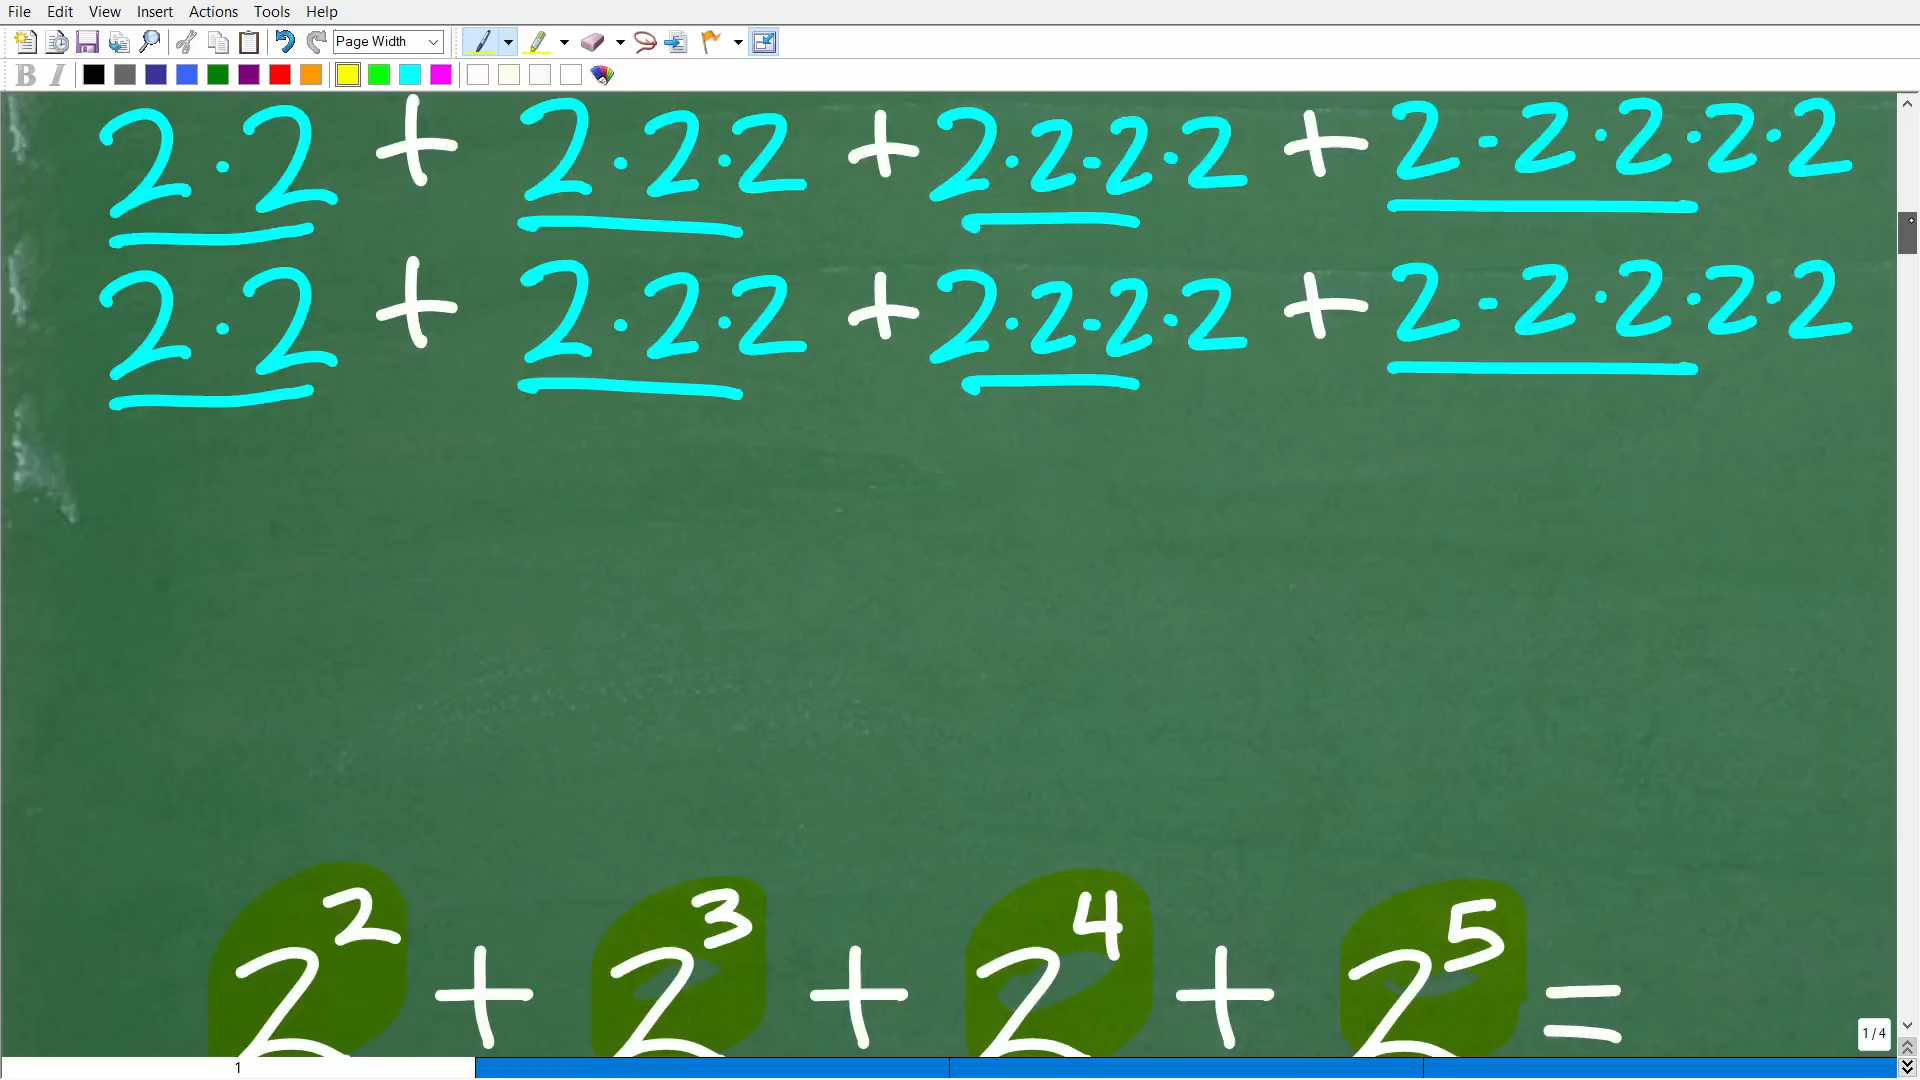 File Edit View Insert Actions Tools Help
Page Width
B I
2·2 + 2·2·2 + 2·2·2·2 + 2·2·2·2·2
2·2 + 2·2·2 + 2·2·2·2 + 2·2·2·2·2
2² + 2³ + 2⁴ + 2⁵ =
1 / 4
1